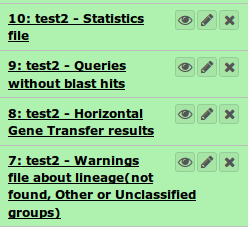 10: test2 - Statistics
file
9: test2 - Queries
without blast hits
8: test2 - Horizontal
Gene Transfer results
7: test2 - Warnings
file about lineage(not
found, Other or Unclassified
groups)